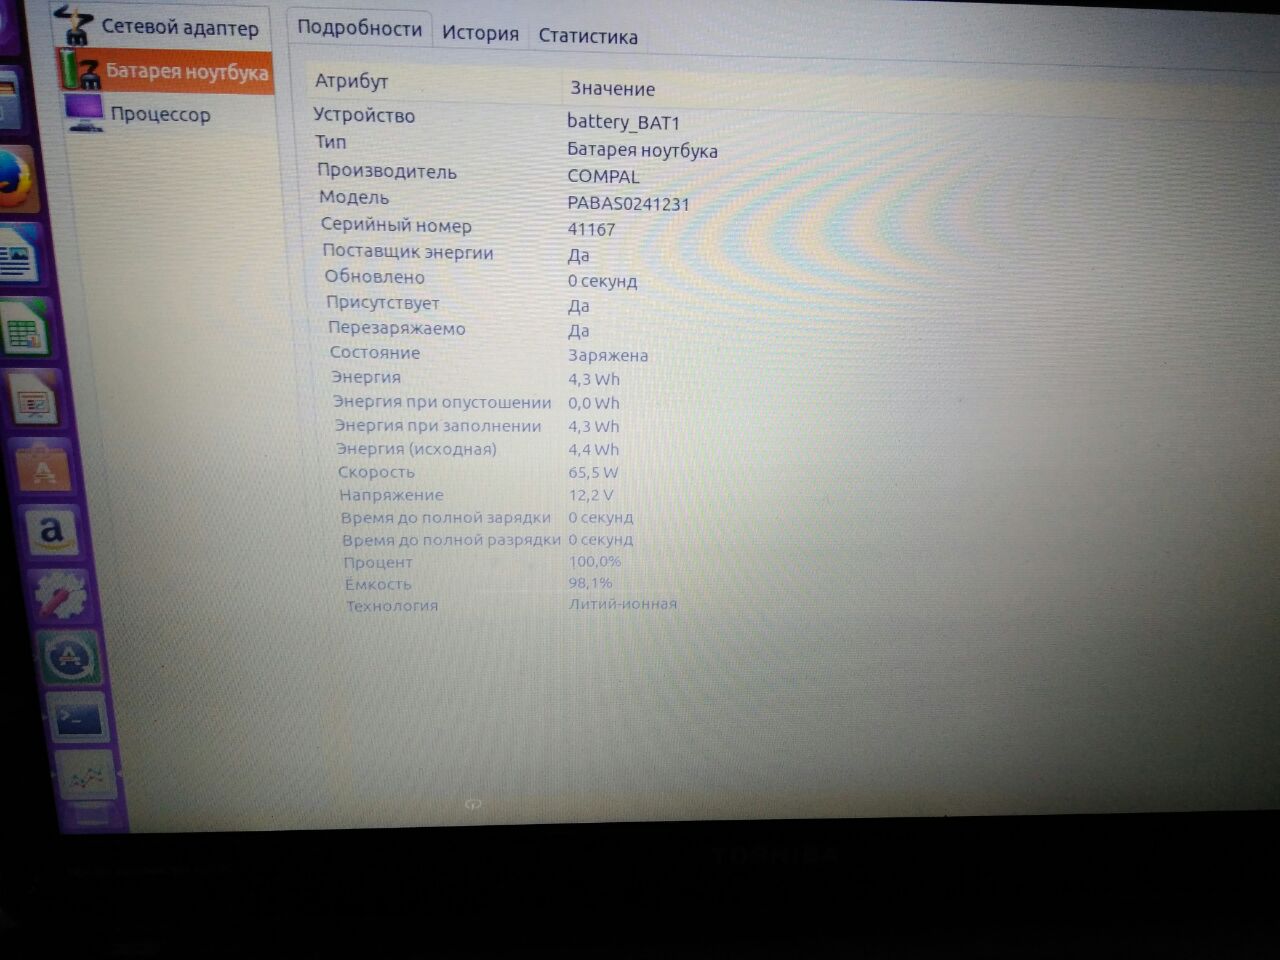 Сетевой адаптер
Батарея ноутбука
Процессор
Подробности История Статистика
Атрибут Значение
Устройство battery_BAT1
Тип Батарея ноутбука
Производитель COMPAL
Модель PABAS0241231
Серийный номер 41167
Поставщик энергии Да
Обновлено 0 секунд
Присутствует Да
Перезаряжаемо Да
Состояние Заряжена
Энергия 4,3 Wh
Энергия при опустошении 0,0 Wh
Энергия при заполнении 4,3 Wh
Энергия (исходная) 4,4 Wh
Скорость 65,5 W
Напряжение 12,2 V
Время до полной зарядки 0 секунд
Время до полной разрядки 0 секунд
Процент 100,0%
Ёмкость 98,1%
Технология Литий-ионная
TOSHIBA